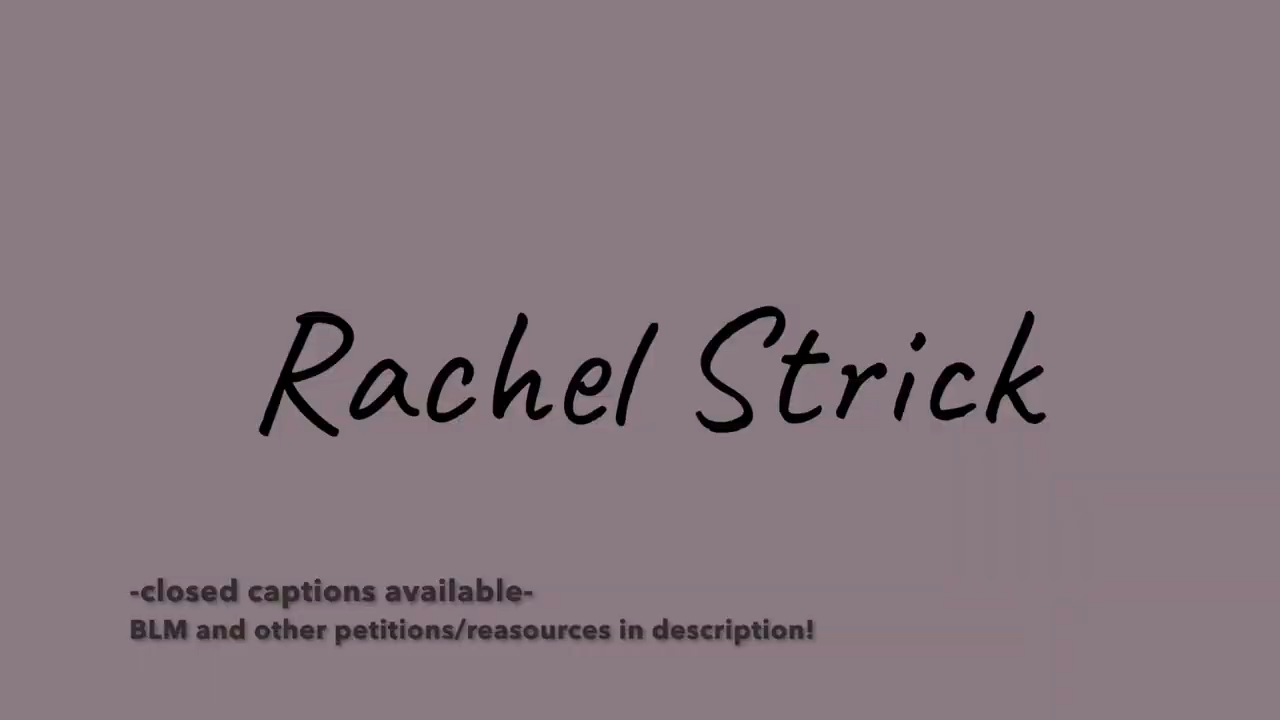 Rachel Strick
-closed captions available-
BLM and other petitions/reasources in description!